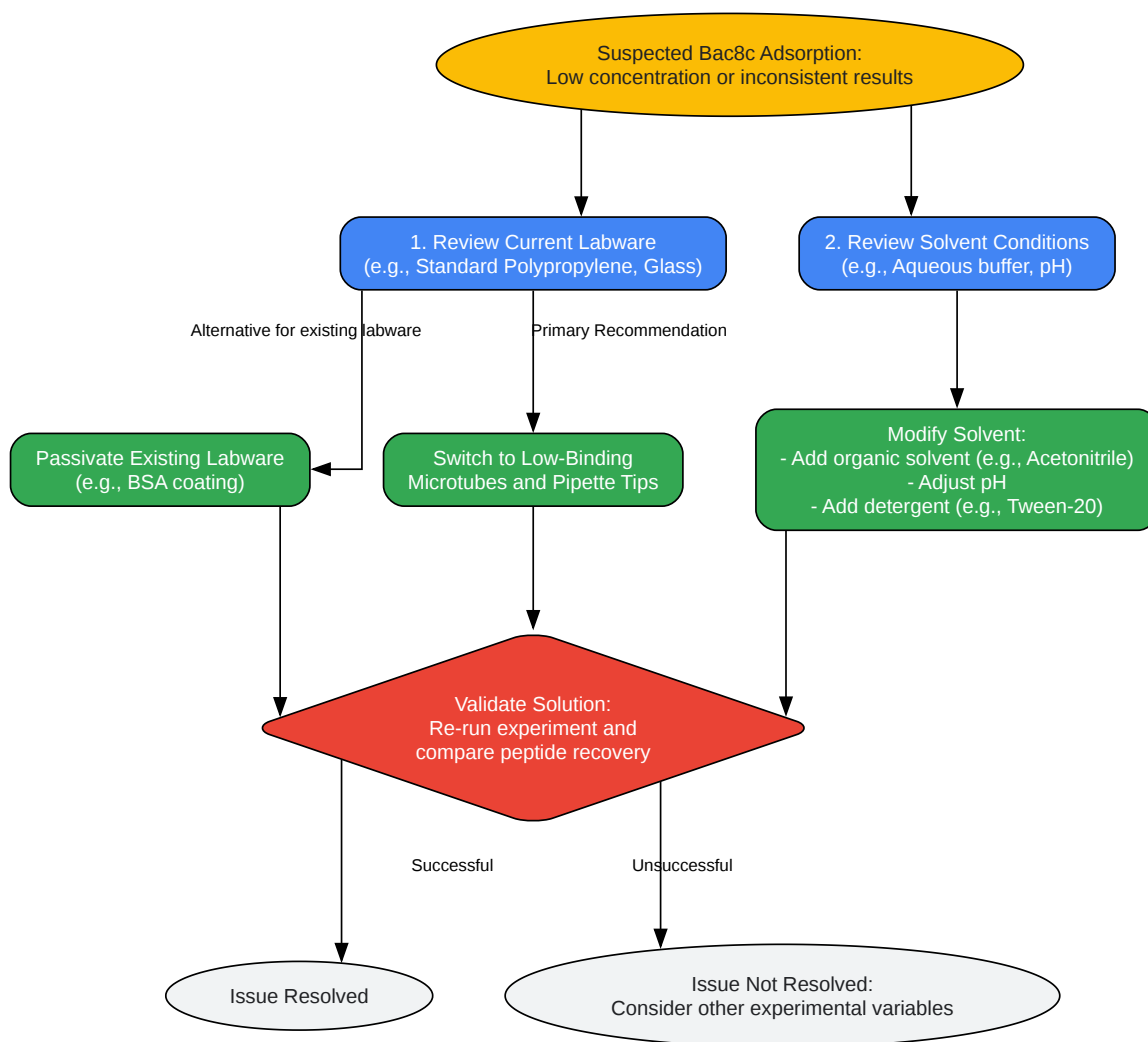 Suspected Bac8c Adsorption:
Low concentration or inconsistent results
1. Review Current Labware
(e.g., Standard Polypropylene, Glass)
2. Review Solvent Conditions
(e.g., Aqueous buffer, pH)
Alternative for existing labware
Primary Recommendation
Passivate Existing Labware
(e.g., BSA coating)
Switch to Low-Binding
Microtubes and Pipette Tips
Modify Solvent:
- Add organic solvent (e.g., Acetonitrile)
- Adjust pH
- Add detergent (e.g., Tween-20)
Validate Solution:
Re-run experiment and
compare peptide recovery
Successful
Unsuccessful
Issue Resolved
Issue Not Resolved:
Consider other experimental variables